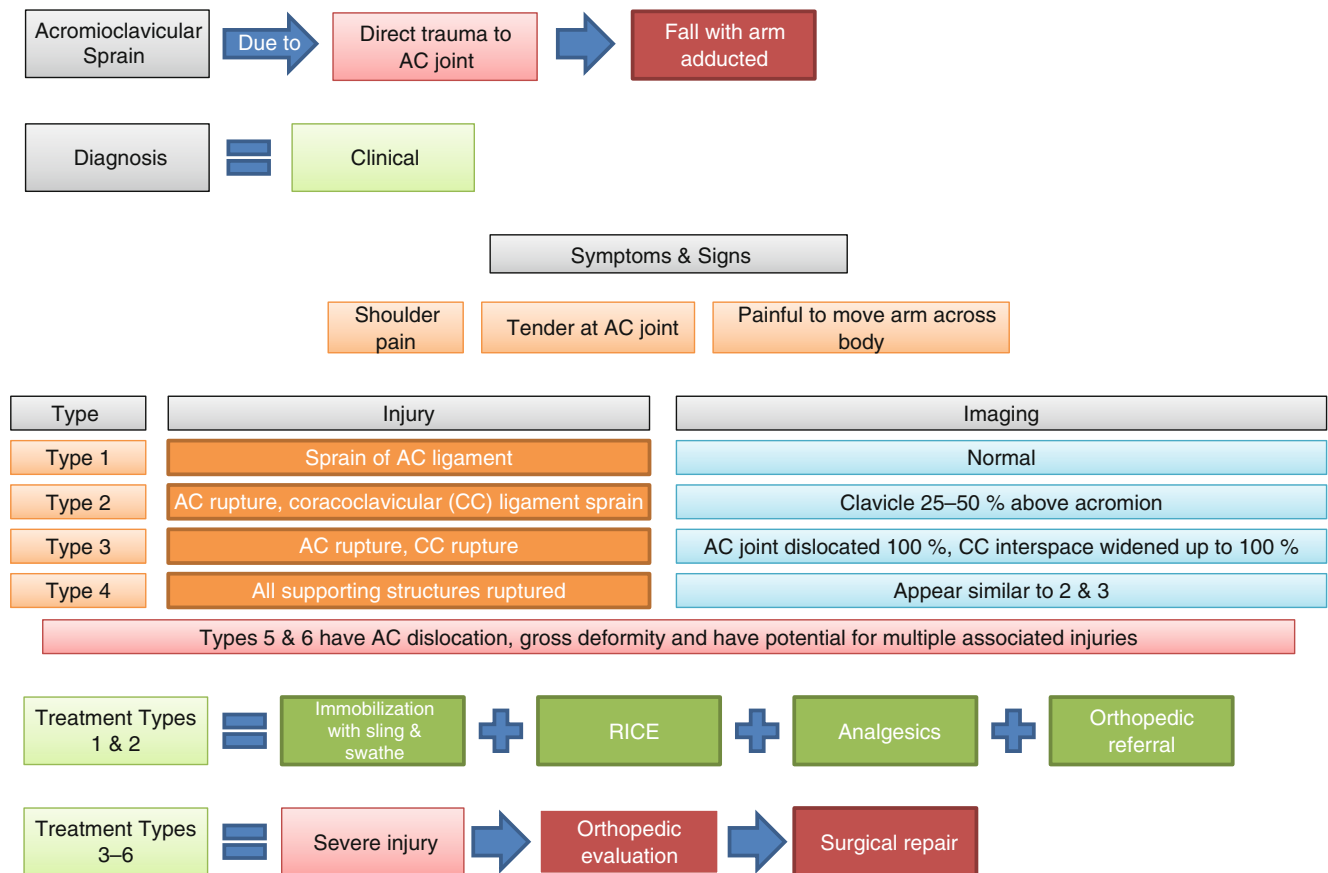 Acromioclavicular
Sprain
Due to
Direct trauma to
AC joint
Fall with arm
adducted
Diagnosis
Clinical
Symptoms & Signs
Shoulder
pain
Tender at AC joint
Painful to move arm across
body
Type
Injury
Imaging
Type 1
Sprain of AC ligament
Normal
Type 2
AC rupture, coracoclavicular (CC) ligament sprain
Clavicle 25–50 % above acromion
Type 3
AC rupture, CC rupture
AC joint dislocated 100 %, CC interspace widened up to 100 %
Type 4
All supporting structures ruptured
Appear similar to 2 & 3
Types 5 & 6 have AC dislocation, gross deformity and have potential for multiple associated injuries
Treatment Types
1 & 2
Immobilization
with sling &
swathe
RICE
Analgesics
Orthopedic
referral
Treatment Types
3–6
Severe injury
Orthopedic
evaluation
Surgical repair